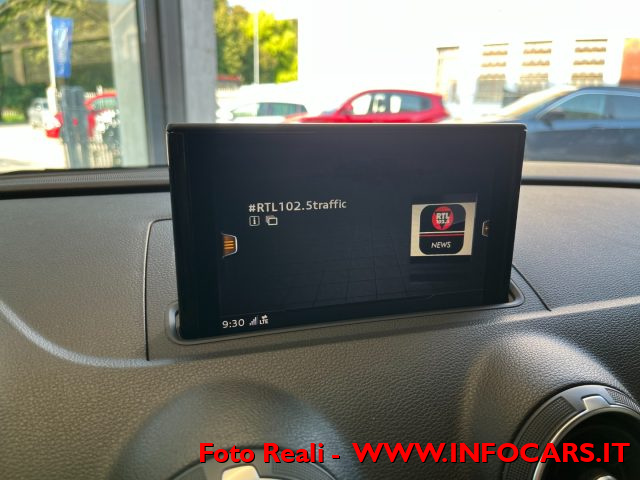 #RTL102.5traffic
RTL
102.5
NEWS
9:30 LTE
Foto Reali - WWW.INFOCARS.IT